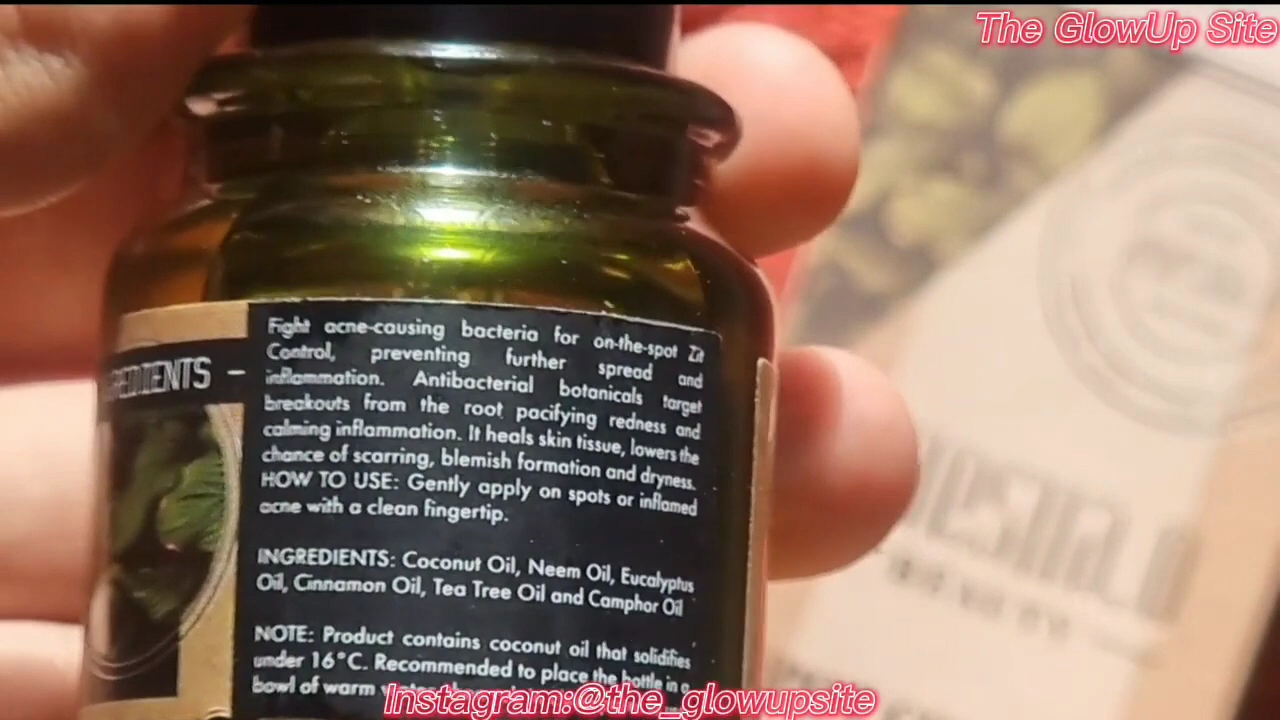 The GlowUp Site
REDIENTS –
Fight acne-causing bacteria for on-the-spot Zit
Control, preventing further spread and
inflammation. Antibacterial botanicals target
breakouts from the root pacifying redness and
calming inflammation. It heals skin tissue, lowers the
chance of scarring, blemish formation and dryness.
HOW TO USE: Gently apply on spots or inflamed
acne with a clean fingertip.
INGREDIENTS: Coconut Oil, Neem Oil, Eucalyptus
Oil, Cinnamon Oil, Tea Tree Oil and Camphor Oil
NOTE: Product contains coconut oil that solidifies
under 16°C. Recommended to place the bottle in a
bowl of warm
Instagram:@the_glowupsite